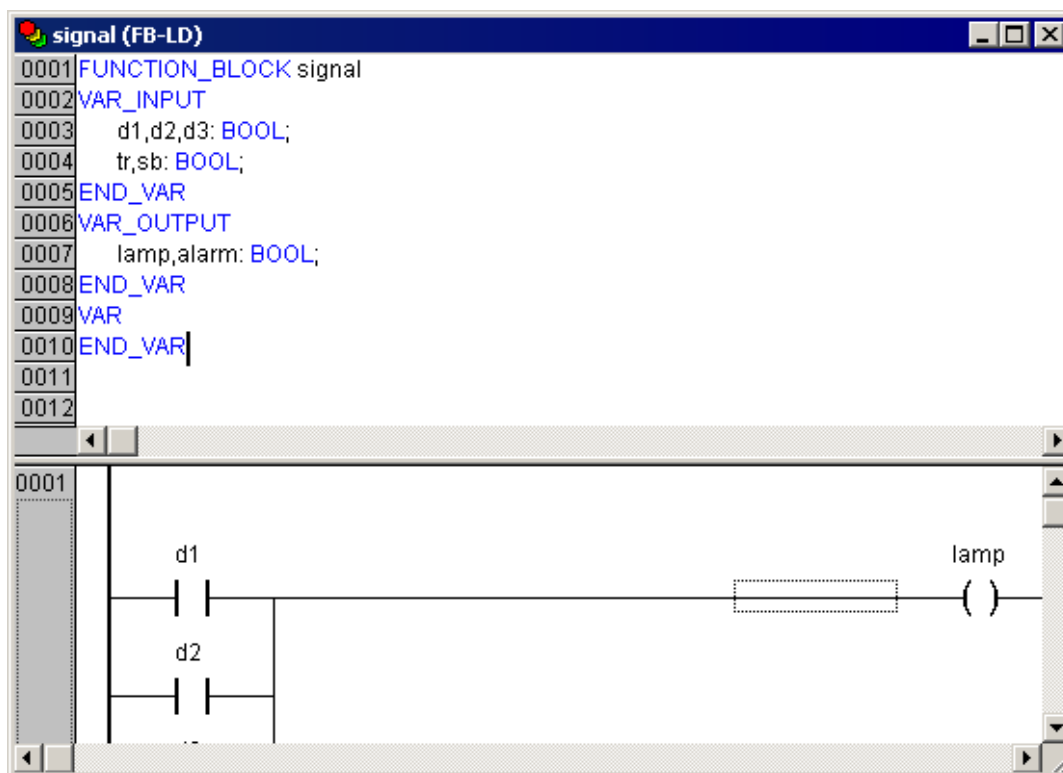 signal (FB-LD)
0001 FUNCTION_BLOCK signal
0002 VAR_INPUT
0003 d1,d2,d3: BOOL;
0004 tr,sb: BOOL;
0005 END_VAR
0006 VAR_OUTPUT
0007 lamp,alarm: BOOL;
0008 END_VAR
0009 VAR
0010 END_VAR
0011
0012
0001
d1 lamp
( )
d2